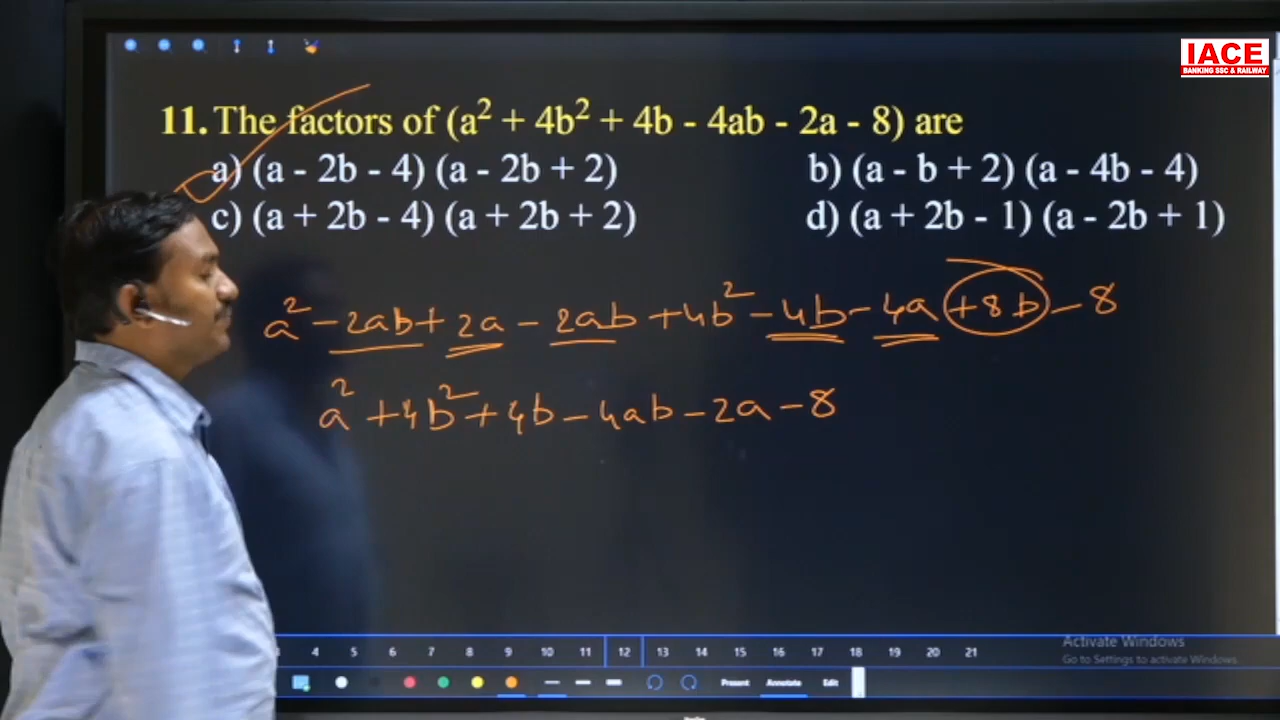 IACE
BANKING SSC & RAILWAY
11. The factors of (a² + 4b² + 4b - 4ab - 2a - 8) are
a) (a - 2b - 4) (a - 2b + 2) b) (a - b + 2) (a - 4b - 4)
c) (a + 2b - 4) (a + 2b + 2) d) (a + 2b - 1) (a - 2b + 1)
a² - 2ab + 2a - 2ab + 4b² - 4b - 4a + 8b - 8
a² + 4b² + 4b - 4ab - 2a - 8
Activate Windows
Go to Settings to activate Windows.
4 5 6 7 8 9 10 11 12 13 14 15 16 17 18 19 20 21
Present Annotate Edit